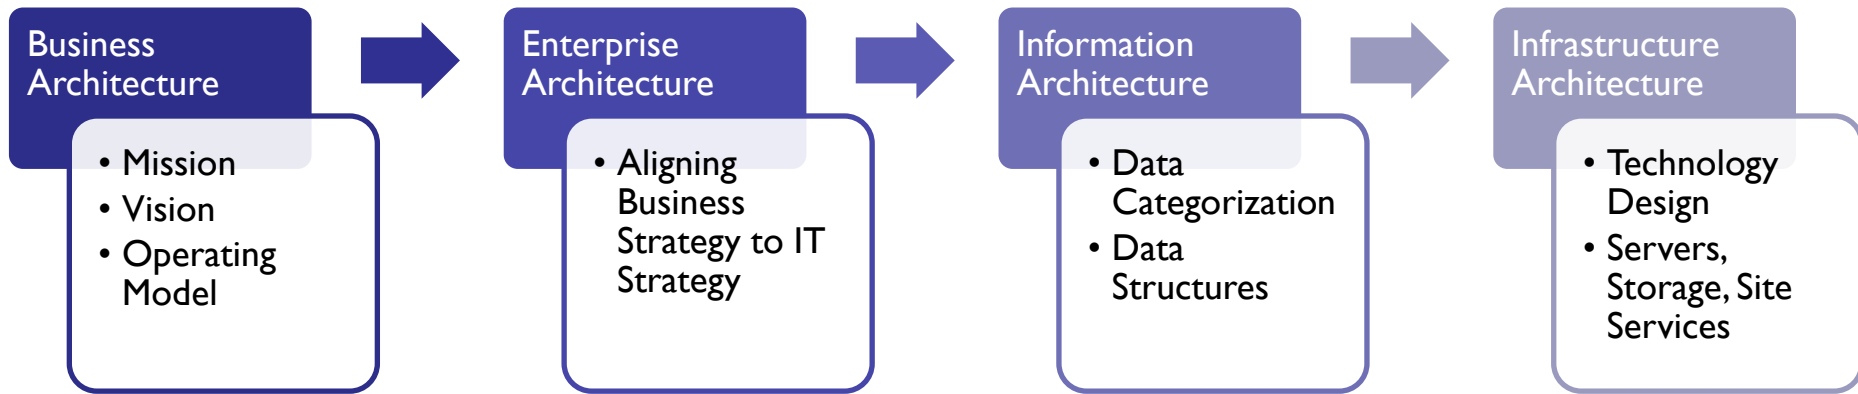 Business
Architecture
• Mission
• Vision
• Operating
Model
Enterprise
Architecture
• Aligning
Business
Strategy to IT
Strategy
Information
Architecture
• Data
Categorization
• Data
Structures
Infrastructure
Architecture
• Technology
Design
• Servers,
Storage, Site
Services